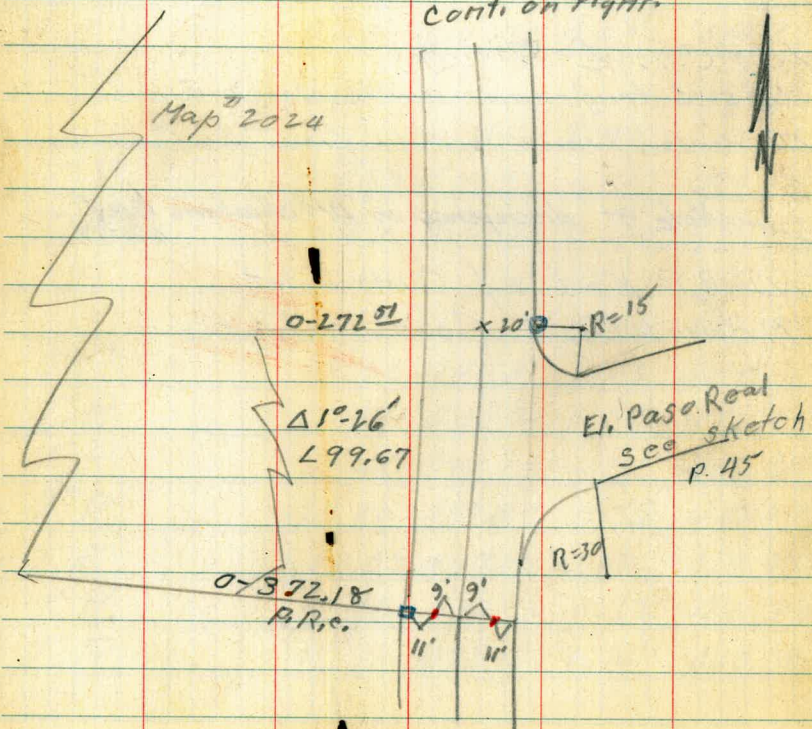 Cont. on right.
Map # 2024
N
0-272 51
x 20'
R=15
Δ 1°-26'
L 99.67
El. Paso Real
See sketch
p. 45
R=30
0-372.18
P.R.C.
9' 9'
11' 11'